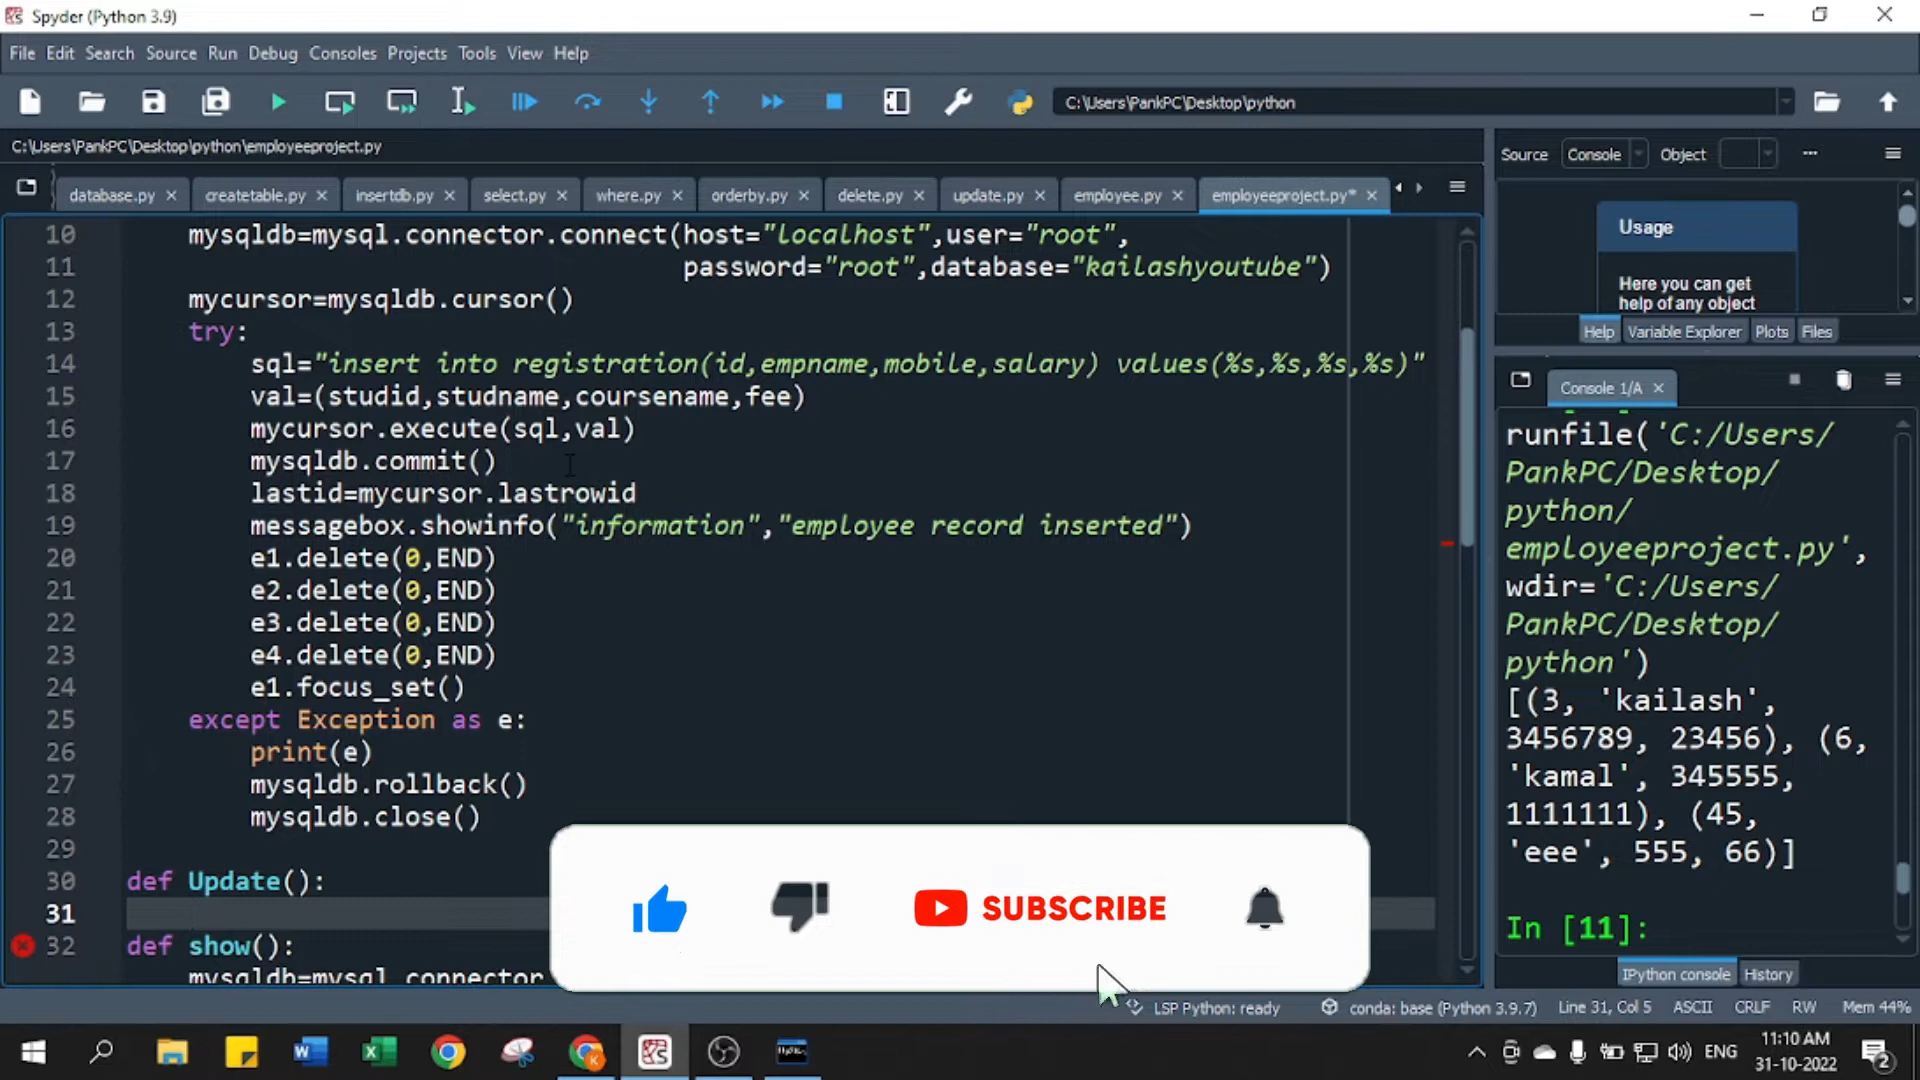 Spyder (Python 3.9)
File Edit Search Source Run Debug Consoles Projects Tools View Help
C:\Users\PankPC\Desktop\python
C:\Users\PankPC\Desktop\python\employeeproject.py
database.py createtable.py insertdb.py select.py where.py orderby.py delete.py update.py employee.py employeeproject.py*
10 mysqldb=mysql.connector.connect(host="localhost",user="root",
11 password="root",database="kailashyoutube")
12 mycursor=mysqldb.cursor()
13 try:
14 sql="insert into registration(id,empname,mobile,salary) values(%s,%s,%s,%s)"
15 val=(studid,studname,coursename,fee)
16 mycursor.execute(sql,val)
17 mysqldb.commit()
18 lastid=mycursor.lastrowid
19 messagebox.showinfo("information","employee record inserted")
20 e1.delete(0,END)
21 e2.delete(0,END)
22 e3.delete(0,END)
23 e4.delete(0,END)
24 e1.focus_set()
25 except Exception as e:
26 print(e)
27 mysqldb.rollback()
28 mysqldb.close()
29
30 def Update():
31
32 def show():
mysqldb=mysql.connector.
SUBSCRIBE
Source Console Object
Usage
Here you can get
help of any object
Help Variable Explorer Plots Files
Console 1/A
runfile('C:/Users/
PankPC/Desktop/
python/
employeeproject.py',
wdir='C:/Users/
PankPC/Desktop/
python')
[(3, 'kailash',
3456789, 23456), (6,
'kamal', 345555,
1111111), (45,
'eee', 555, 66)]
In [11]:
IPython console History
LSP Python: ready conda: base (Python 3.9.7) Line 31, Col 5 ASCII CRLF RW Mem 44%
ENG
11:10 AM
31-10-2022
2